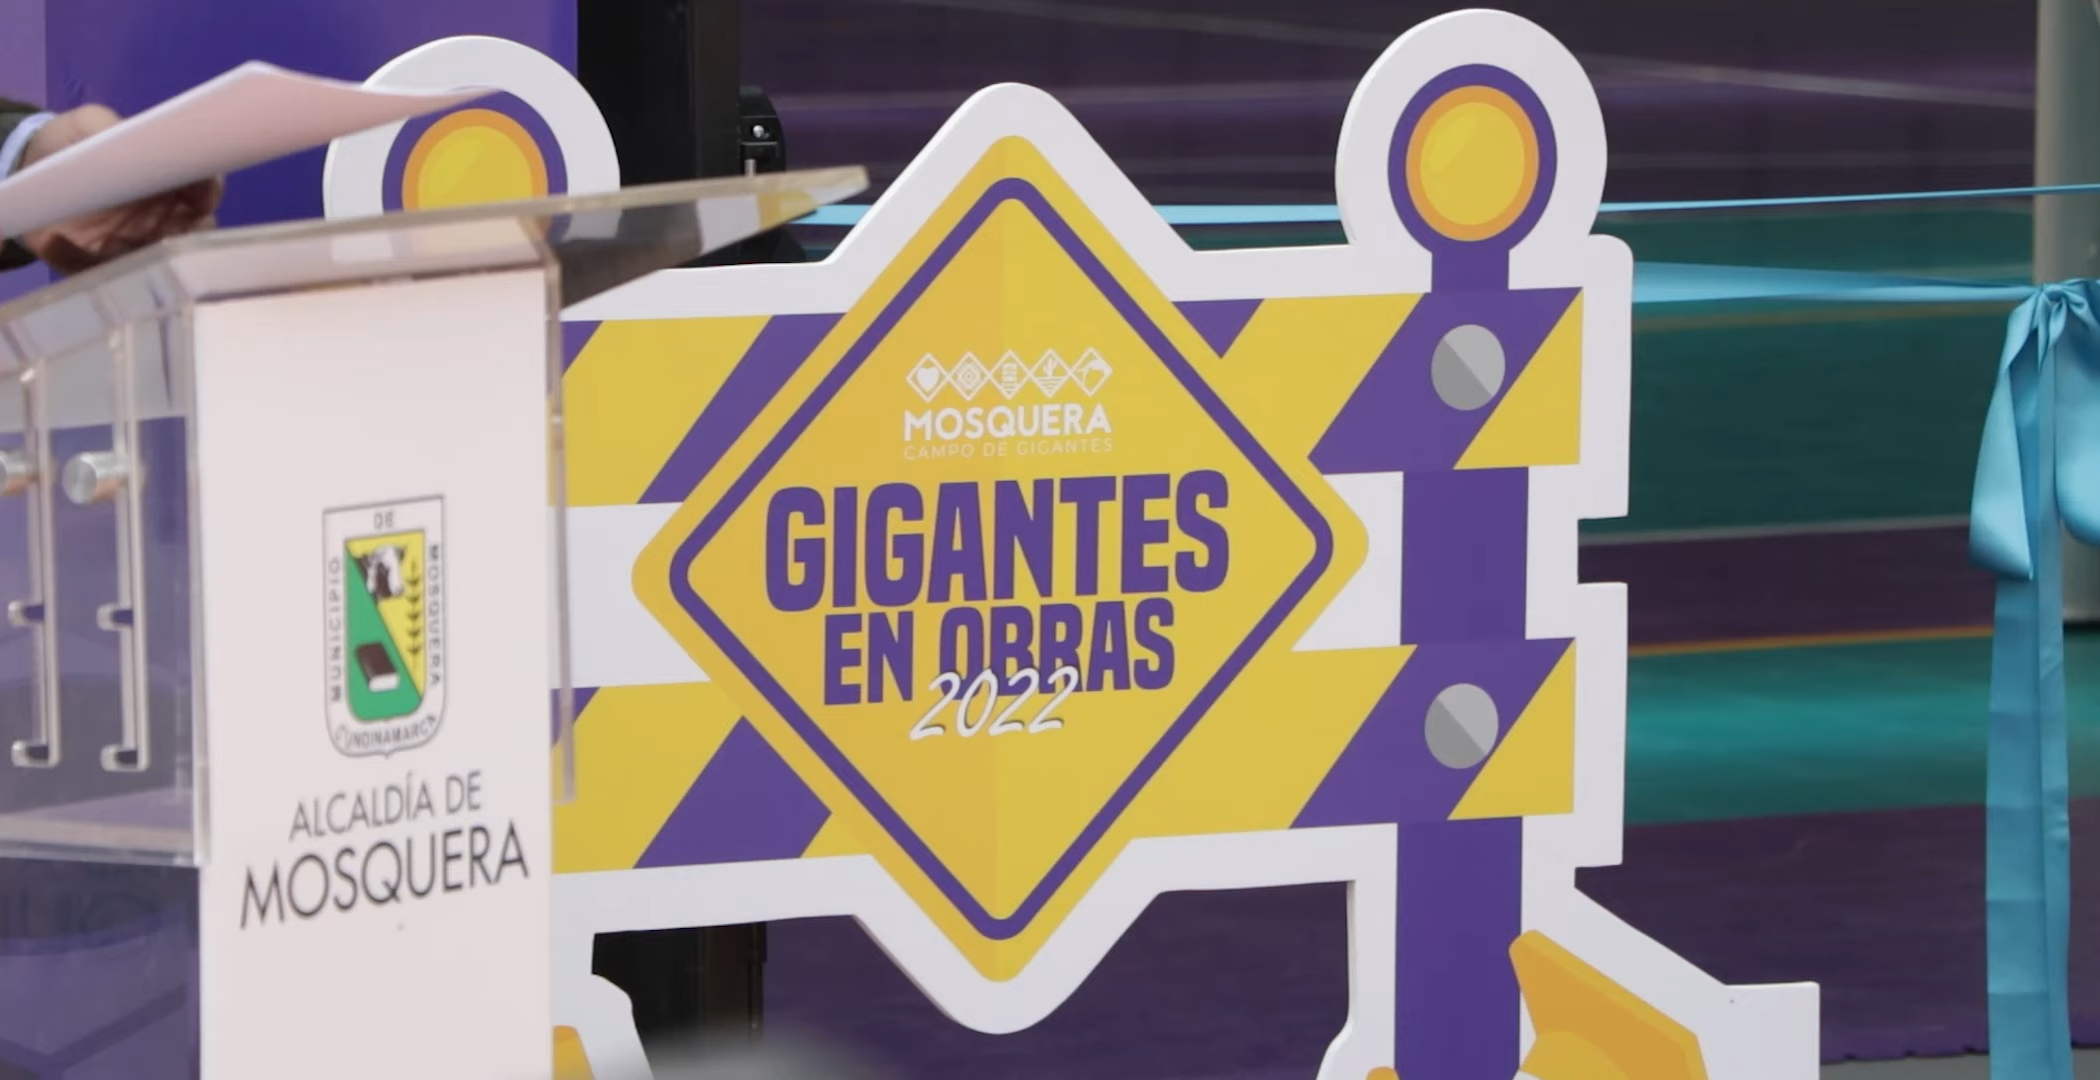 DE
MUNICIPIO
MOSQUERA
CUNDINAMARCA
ALCALDÍA DE
MOSQUERA
MOSQUERA
CAMPO DE GIGANTES
GIGANTES
EN OBRAS
2022